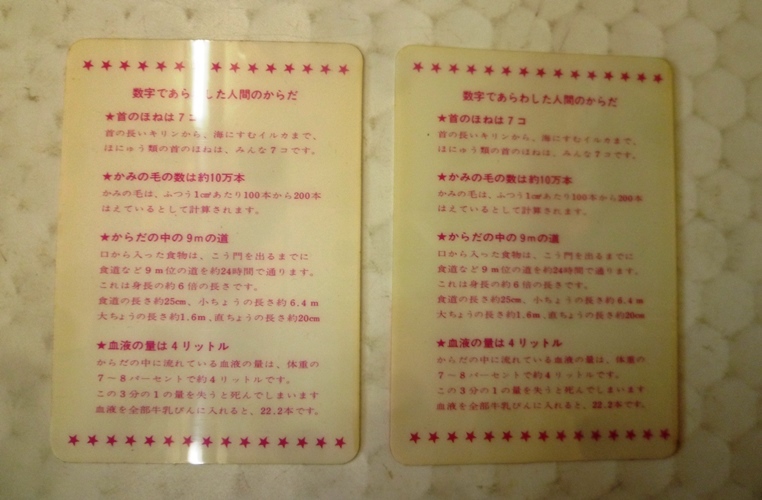 ★★★★★★★★★★★★★★★
数字であらわした人間のからだ
★首のほねは7コ
首の長いキリンから、海にすむイルカまで、
ほにゅう類の首のほねは、みんな7コです。
★かみの毛の数は約10万本
かみの毛は、ふつう1㎠あたり100本から200本
はえているとして計算されます。
★からだの中の9mの道
口から入った食物は、こう門を出るまでに
食道など9m位の道を約24時間で通ります。
これは身長の約6倍の長さです。
食道の長さ約25cm、小ちょうの長さ約6.4m
大ちょうの長さ約1.6m、直ちょうの長さ約20cm
★血液の量は4リットル
からだの中に流れている血液の量は、体重の
7〜8パーセントで約4リットルです。
この3分の1の量を失うと死んでしまいます
血液を全部牛乳びんに入れると、22.2本です。
★★★★★★★★★★★★★★★
★★★★★★★★★★★★★★★
数字であらわした人間のからだ
★首のほねは7コ
首の長いキリンから、海にすむイルカまで、
ほにゅう類の首のほねは、みんな7コです。
★かみの毛の数は約10万本
かみの毛は、ふつう1㎠あたり100本から200本
はえているとして計算されます。
★からだの中の9mの道
口から入った食物は、こう門を出るまでに
食道など9m位の道を約24時間で通ります。
これは身長の約6倍の長さです。
食道の長さ約25cm、小ちょうの長さ約6.4m
大ちょうの長さ約1.6m、直ちょうの長さ約20cm
★血液の量は4リットル
からだの中に流れている血液の量は、体重の
7〜8パーセントで約4リットルです。
この3分の1の量を失うと死んでしまいます
血液を全部牛乳びんに入れると、22.2本です。
★★★★★★★★★★★★★★★